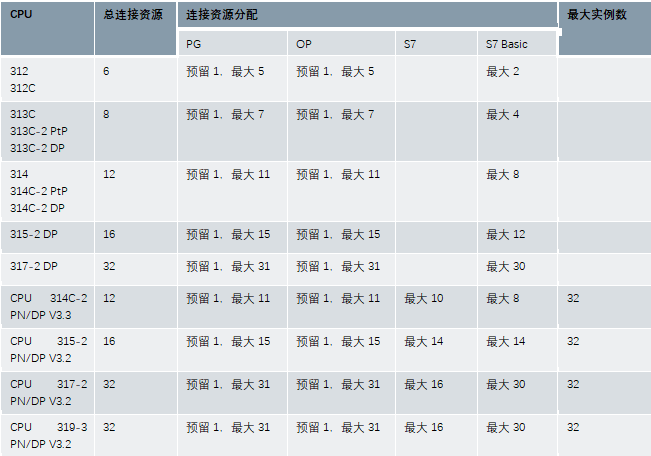 CPU 总连接资源 连接资源分配 最大实例数
PG OP S7 S7 Basic
312 6 预留 1，最大 5 预留 1，最大 5 最大 2
312C
313C 8 预留 1，最大 7 预留 1，最大 7 最大 4
313C-2 PtP
313C-2 DP
314 12 预留 1，最大 11 预留 1，最大 11 最大 8
314C-2 PtP
314C-2 DP
315-2 DP 16 预留 1，最大 15 预留 1，最大 15 最大 12
317-2 DP 32 预留 1，最大 31 预留 1，最大 31 最大 30
CPU 314C-2 12 预留 1，最大 11 预留 1，最大 11 最大 10 最大 8 32
PN/DP V3.3
CPU 315-2 16 预留 1，最大 15 预留 1，最大 15 最大 14 最大 14 32
PN/DP V3.2
CPU 317-2 32 预留 1，最大 31 预留 1，最大 31 最大 16 最大 30 32
PN/DP V3.2
CPU 319-3 32 预留 1，最大 31 预留 1，最大 31 最大 16 最大 30 32
PN/DP V3.2